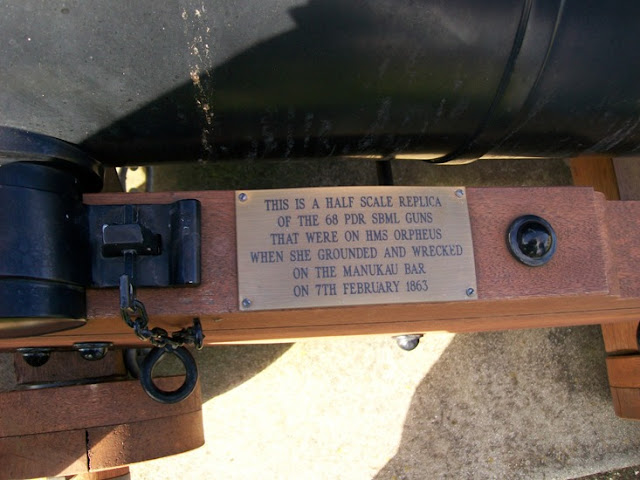 THIS IS A HALF SCALE REPLICA
OF THE 68 PDR SBML GUNS
THAT WERE ON HMS ORPHEUS
WHEN SHE GROUNDED AND WRECKED
ON THE MANUKAU BAR
ON 7TH FEBRUARY 1863